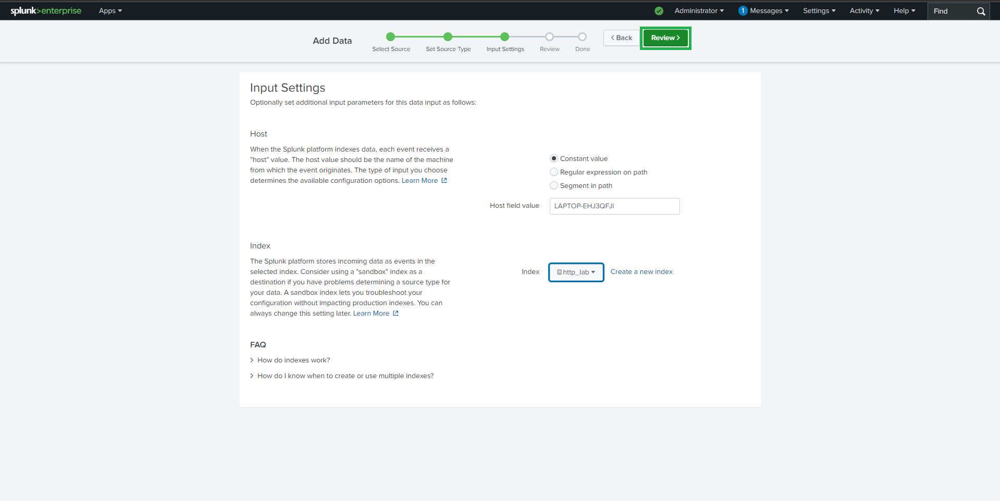 splunk>enterprise Apps Administrator 1 Messages Settings Activity Help Find
Add Data
Select Source Set Source Type Input Settings Review Done
< Back Review >
Input Settings
Optionally set additional input parameters for this data input as follows:
Host
When the Splunk platform indexes data, each event receives a
"host" value. The host value should be the name of the machine
from which the event originates. The type of input you choose
determines the available configuration options. Learn More
Constant value
Regular expression on path
Segment in path
Host field value LAPTOP-EHJ3QFJI
Index
The Splunk platform stores incoming data as events in the
selected index. Consider using a "sandbox" index as a
destination if you have problems determining a source type for
your data. A sandbox index lets you troubleshoot your
configuration without impacting production indexes. You can
always change this setting later. Learn More
Index http_lab Create a new index
FAQ
> How do indexes work?
> How do I know when to create or use multiple indexes?